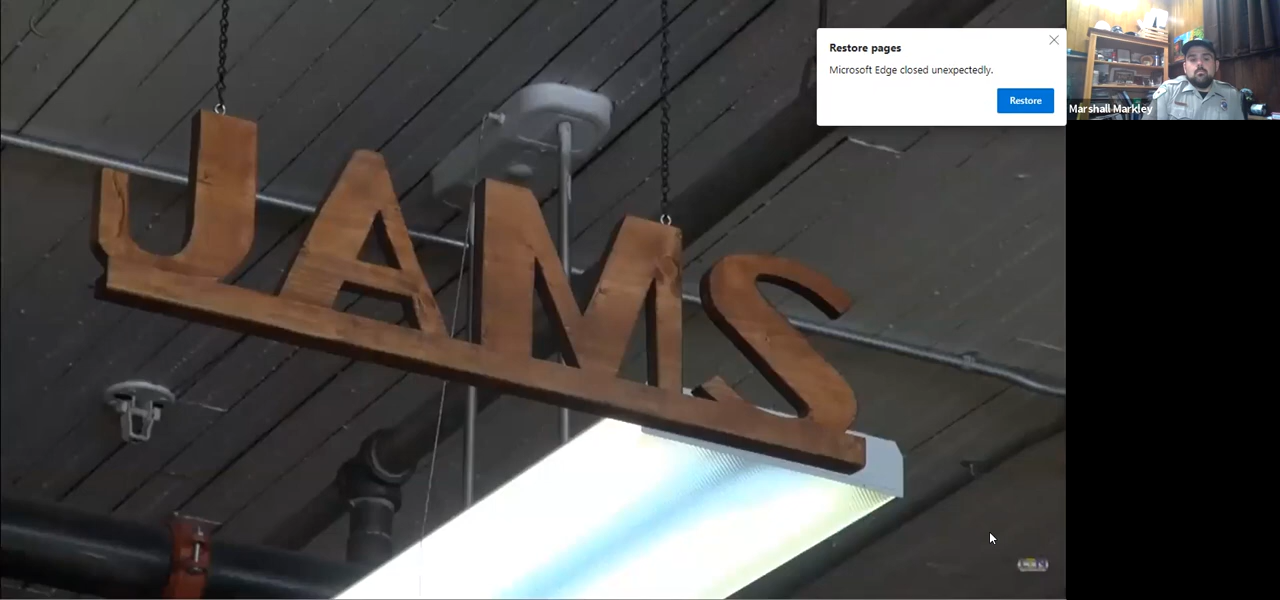 JAMS
Restore pages
Microsoft Edge closed unexpectedly.
Restore
Marshall Markley